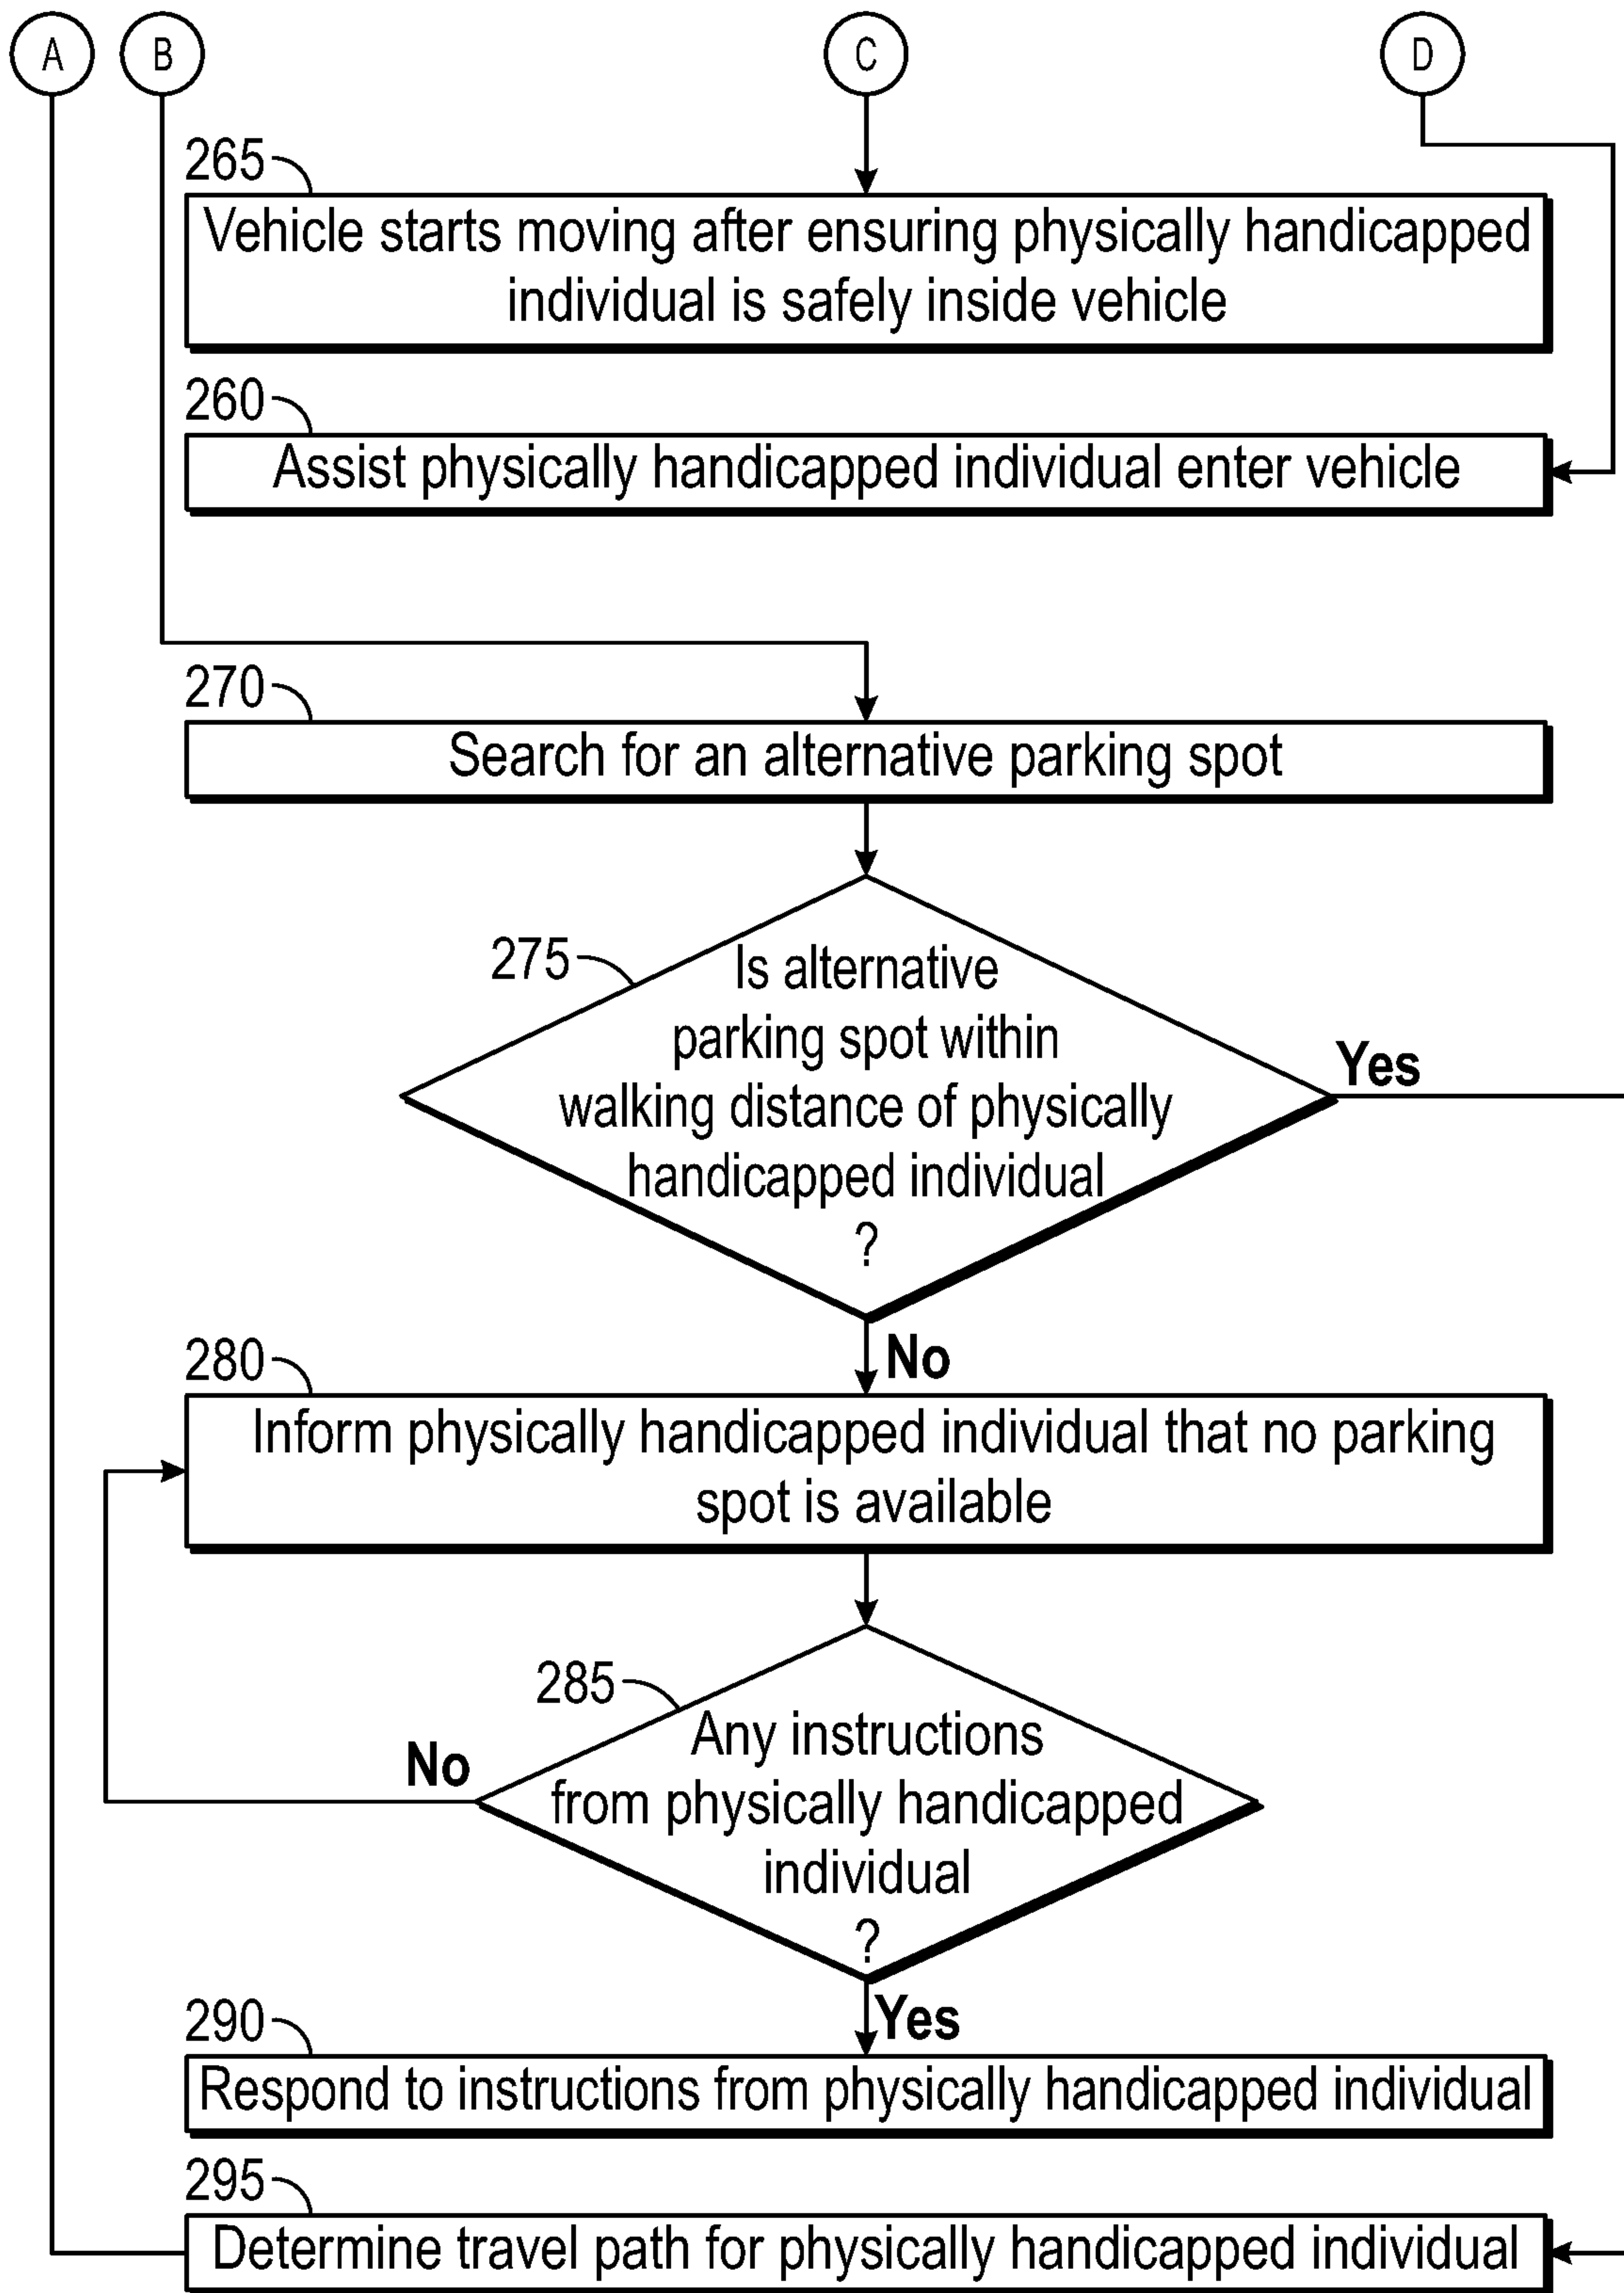 A
B
C
D
265
Vehicle starts moving after ensuring physically handicapped
individual is safely inside vehicle
260
Assist physically handicapped individual enter vehicle
270
Search for an alternative parking spot
275
Is alternative
parking spot within
walking distance of physically
handicapped individual
?
Yes
No
280
Inform physically handicapped individual that no parking
spot is available
285
Any instructions
from physically handicapped
individual
?
No
Yes
290
Respond to instructions from physically handicapped individual
295
Determine travel path for physically handicapped individual